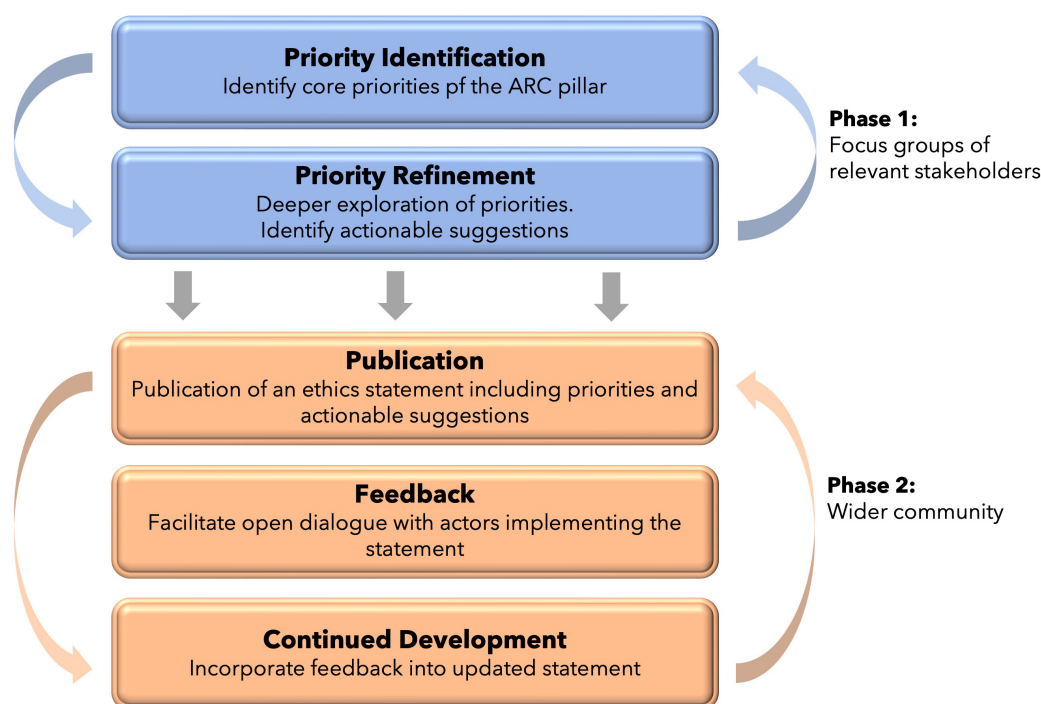 Priority Identification
Identify core priorities pf the ARC pillar
Phase 1:
Focus groups of
relevant stakeholders
Priority Refinement
Deeper exploration of priorities.
Identify actionable suggestions
Publication
Publication of an ethics statement including priorities and
actionable suggestions
Feedback
Facilitate open dialogue with actors implementing the
statement
Phase 2:
Wider community
Continued Development
Incorporate feedback into updated statement